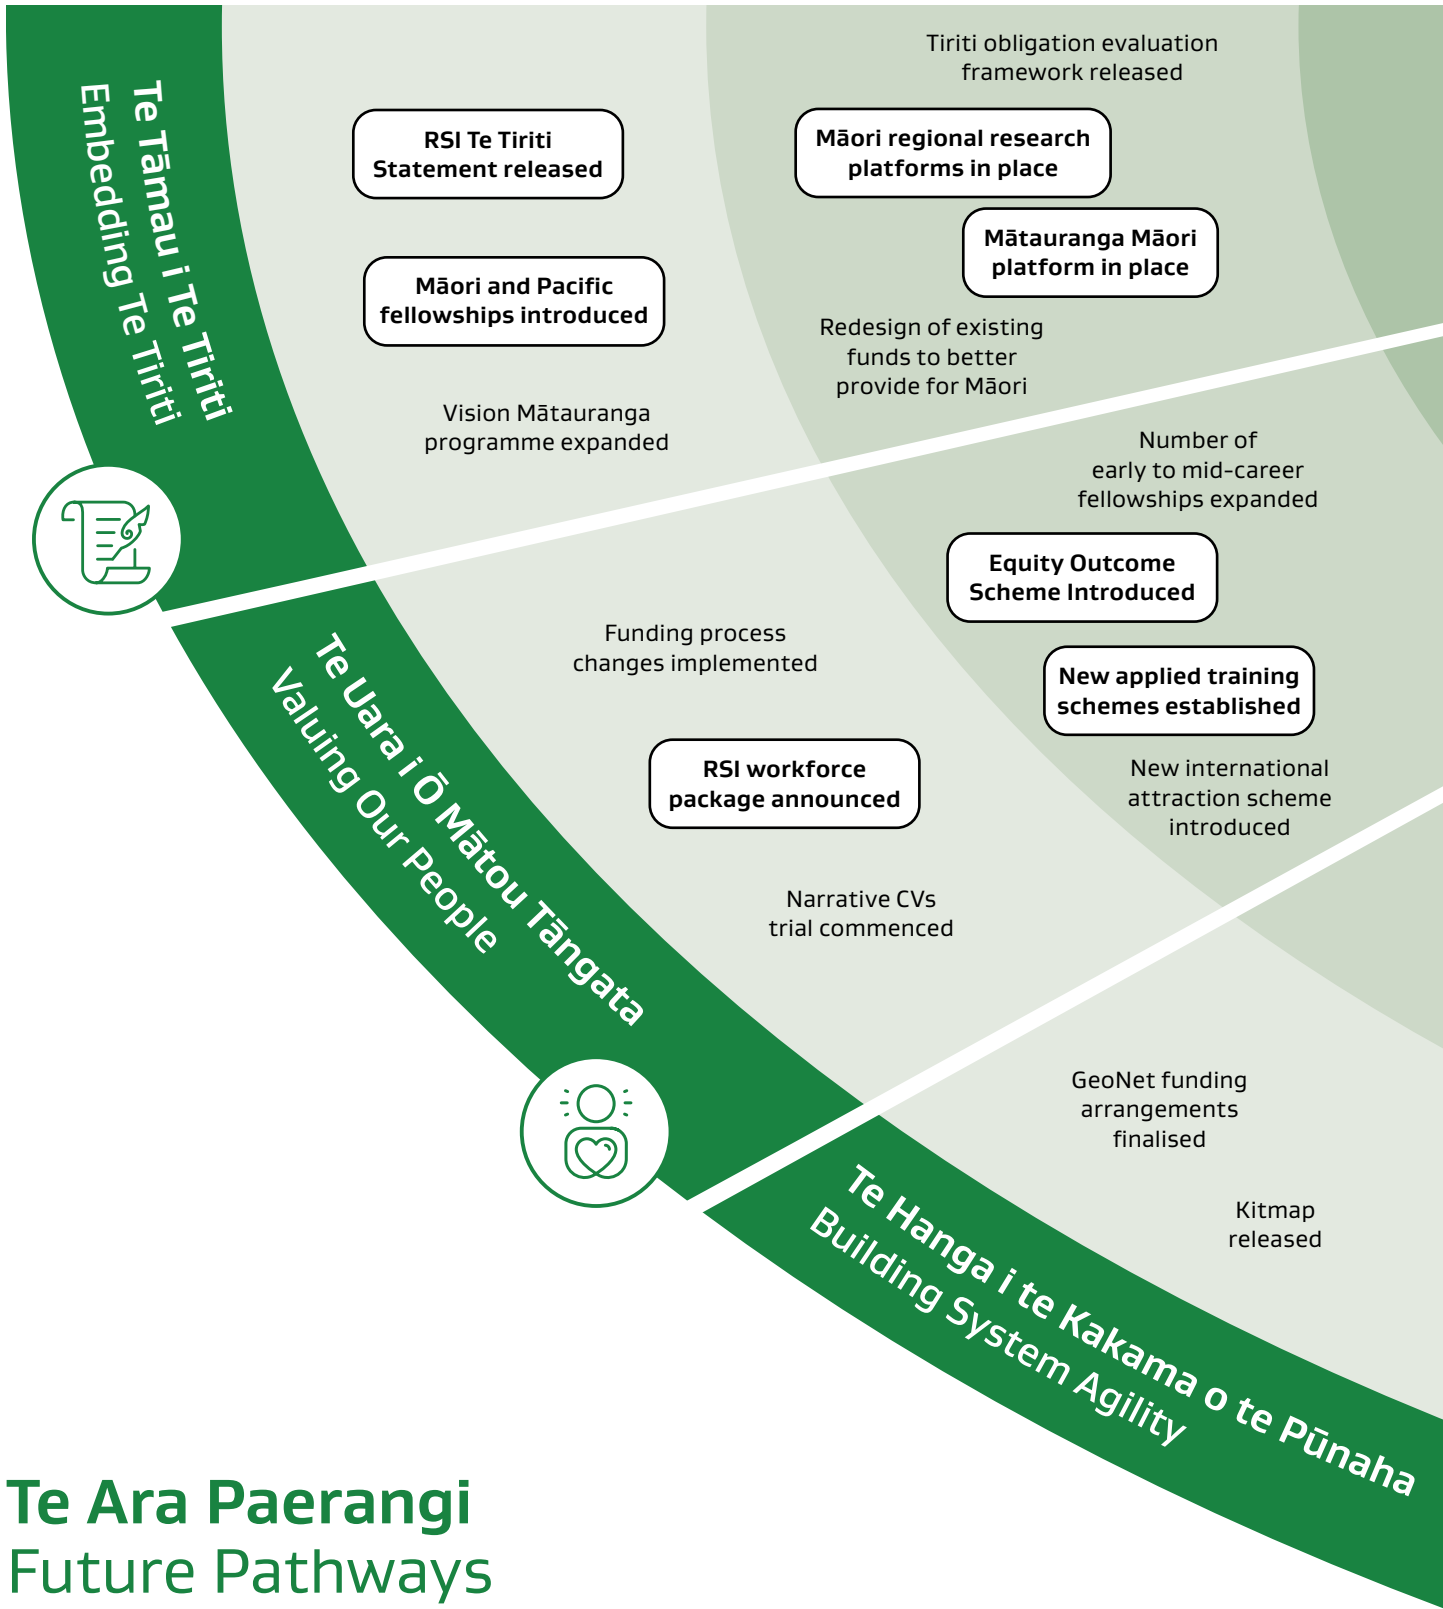 Te Tāmau i Te Tiriti
Embedding Te Tiriti
RSI Te Tiriti
Statement released
Māori and Pacific
fellowships introduced
Vision Mātauranga
programme expanded
Tiriti obligation evaluation
framework released
Māori regional research
platforms in place
Mātauranga Māori
platform in place
Redesign of existing
funds to better
provide for Māori
Te Uara i Ō Mātou Tāngata
Valuing Our People
Funding process
changes implemented
RSI workforce
package announced
Narrative CVs
trial commenced
Number of
early to mid-career
fellowships expanded
Equity Outcome
Scheme Introduced
New applied training
schemes established
New international
attraction scheme
introduced
Te Hanga i te Kakama o te Pūnaha
Building System Agility
GeoNet funding
arrangements
finalised
Kitmap
released
Te Ara Paerangi
Future Pathways